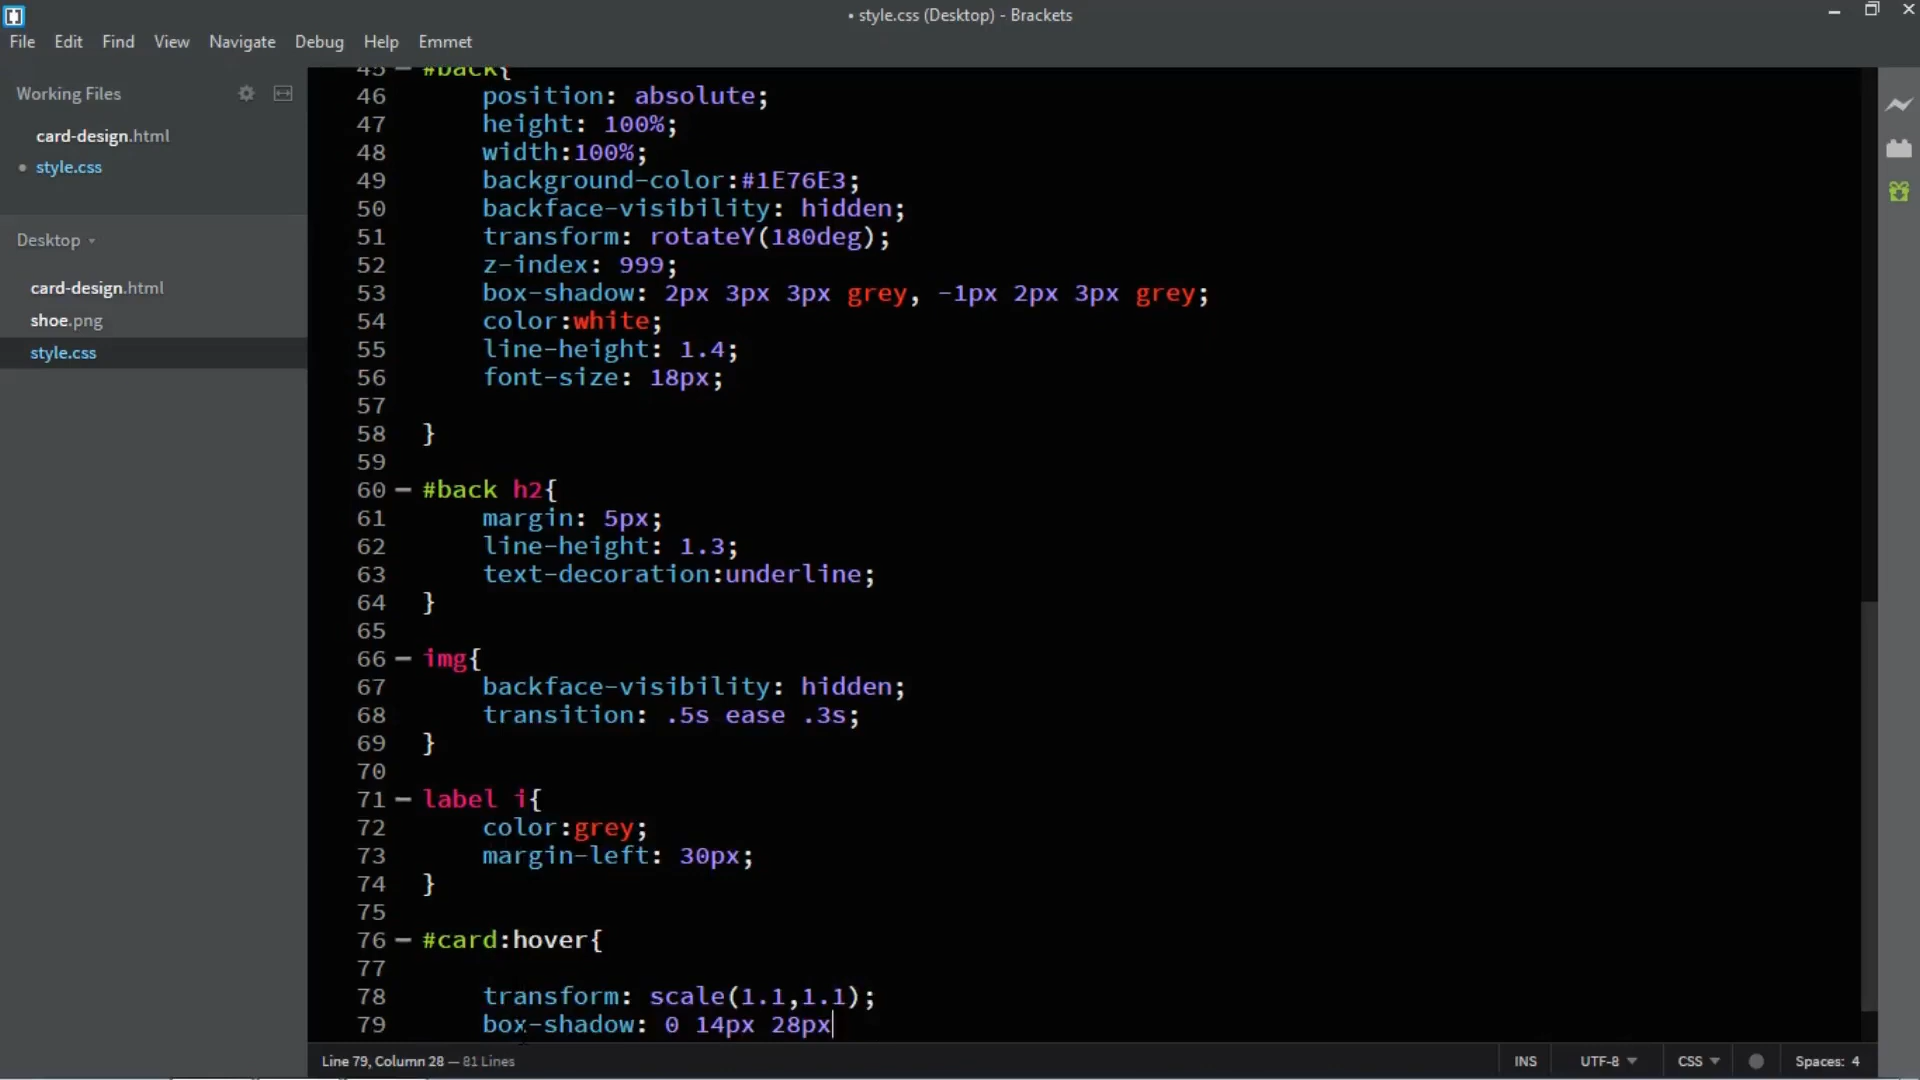 • style.css (Desktop) - Brackets
File Edit Find View Navigate Debug Help Emmet
Working Files
card-design.html
• style.css
Desktop
card-design.html
shoe.png
style.css
45 #back{
46 position: absolute;
47 height: 100%;
48 width:100%;
49 background-color:#1E76E3;
50 backface-visibility: hidden;
51 transform: rotateY(180deg);
52 z-index: 999;
53 box-shadow: 2px 3px 3px grey, -1px 2px 3px grey;
54 color:white;
55 line-height: 1.4;
56 font-size: 18px;
57
58 }
59
60 #back h2{
61 margin: 5px;
62 line-height: 1.3;
63 text-decoration:underline;
64 }
65
66 img{
67 backface-visibility: hidden;
68 transition: .5s ease .3s;
69 }
70
71 label i{
72 color:grey;
73 margin-left: 30px;
74 }
75
76 #card:hover{
77
78 transform: scale(1.1,1.1);
79 box-shadow: 0 14px 28px
Line 79, Column 28 — 81 Lines
INS UTF-8 CSS Spaces: 4